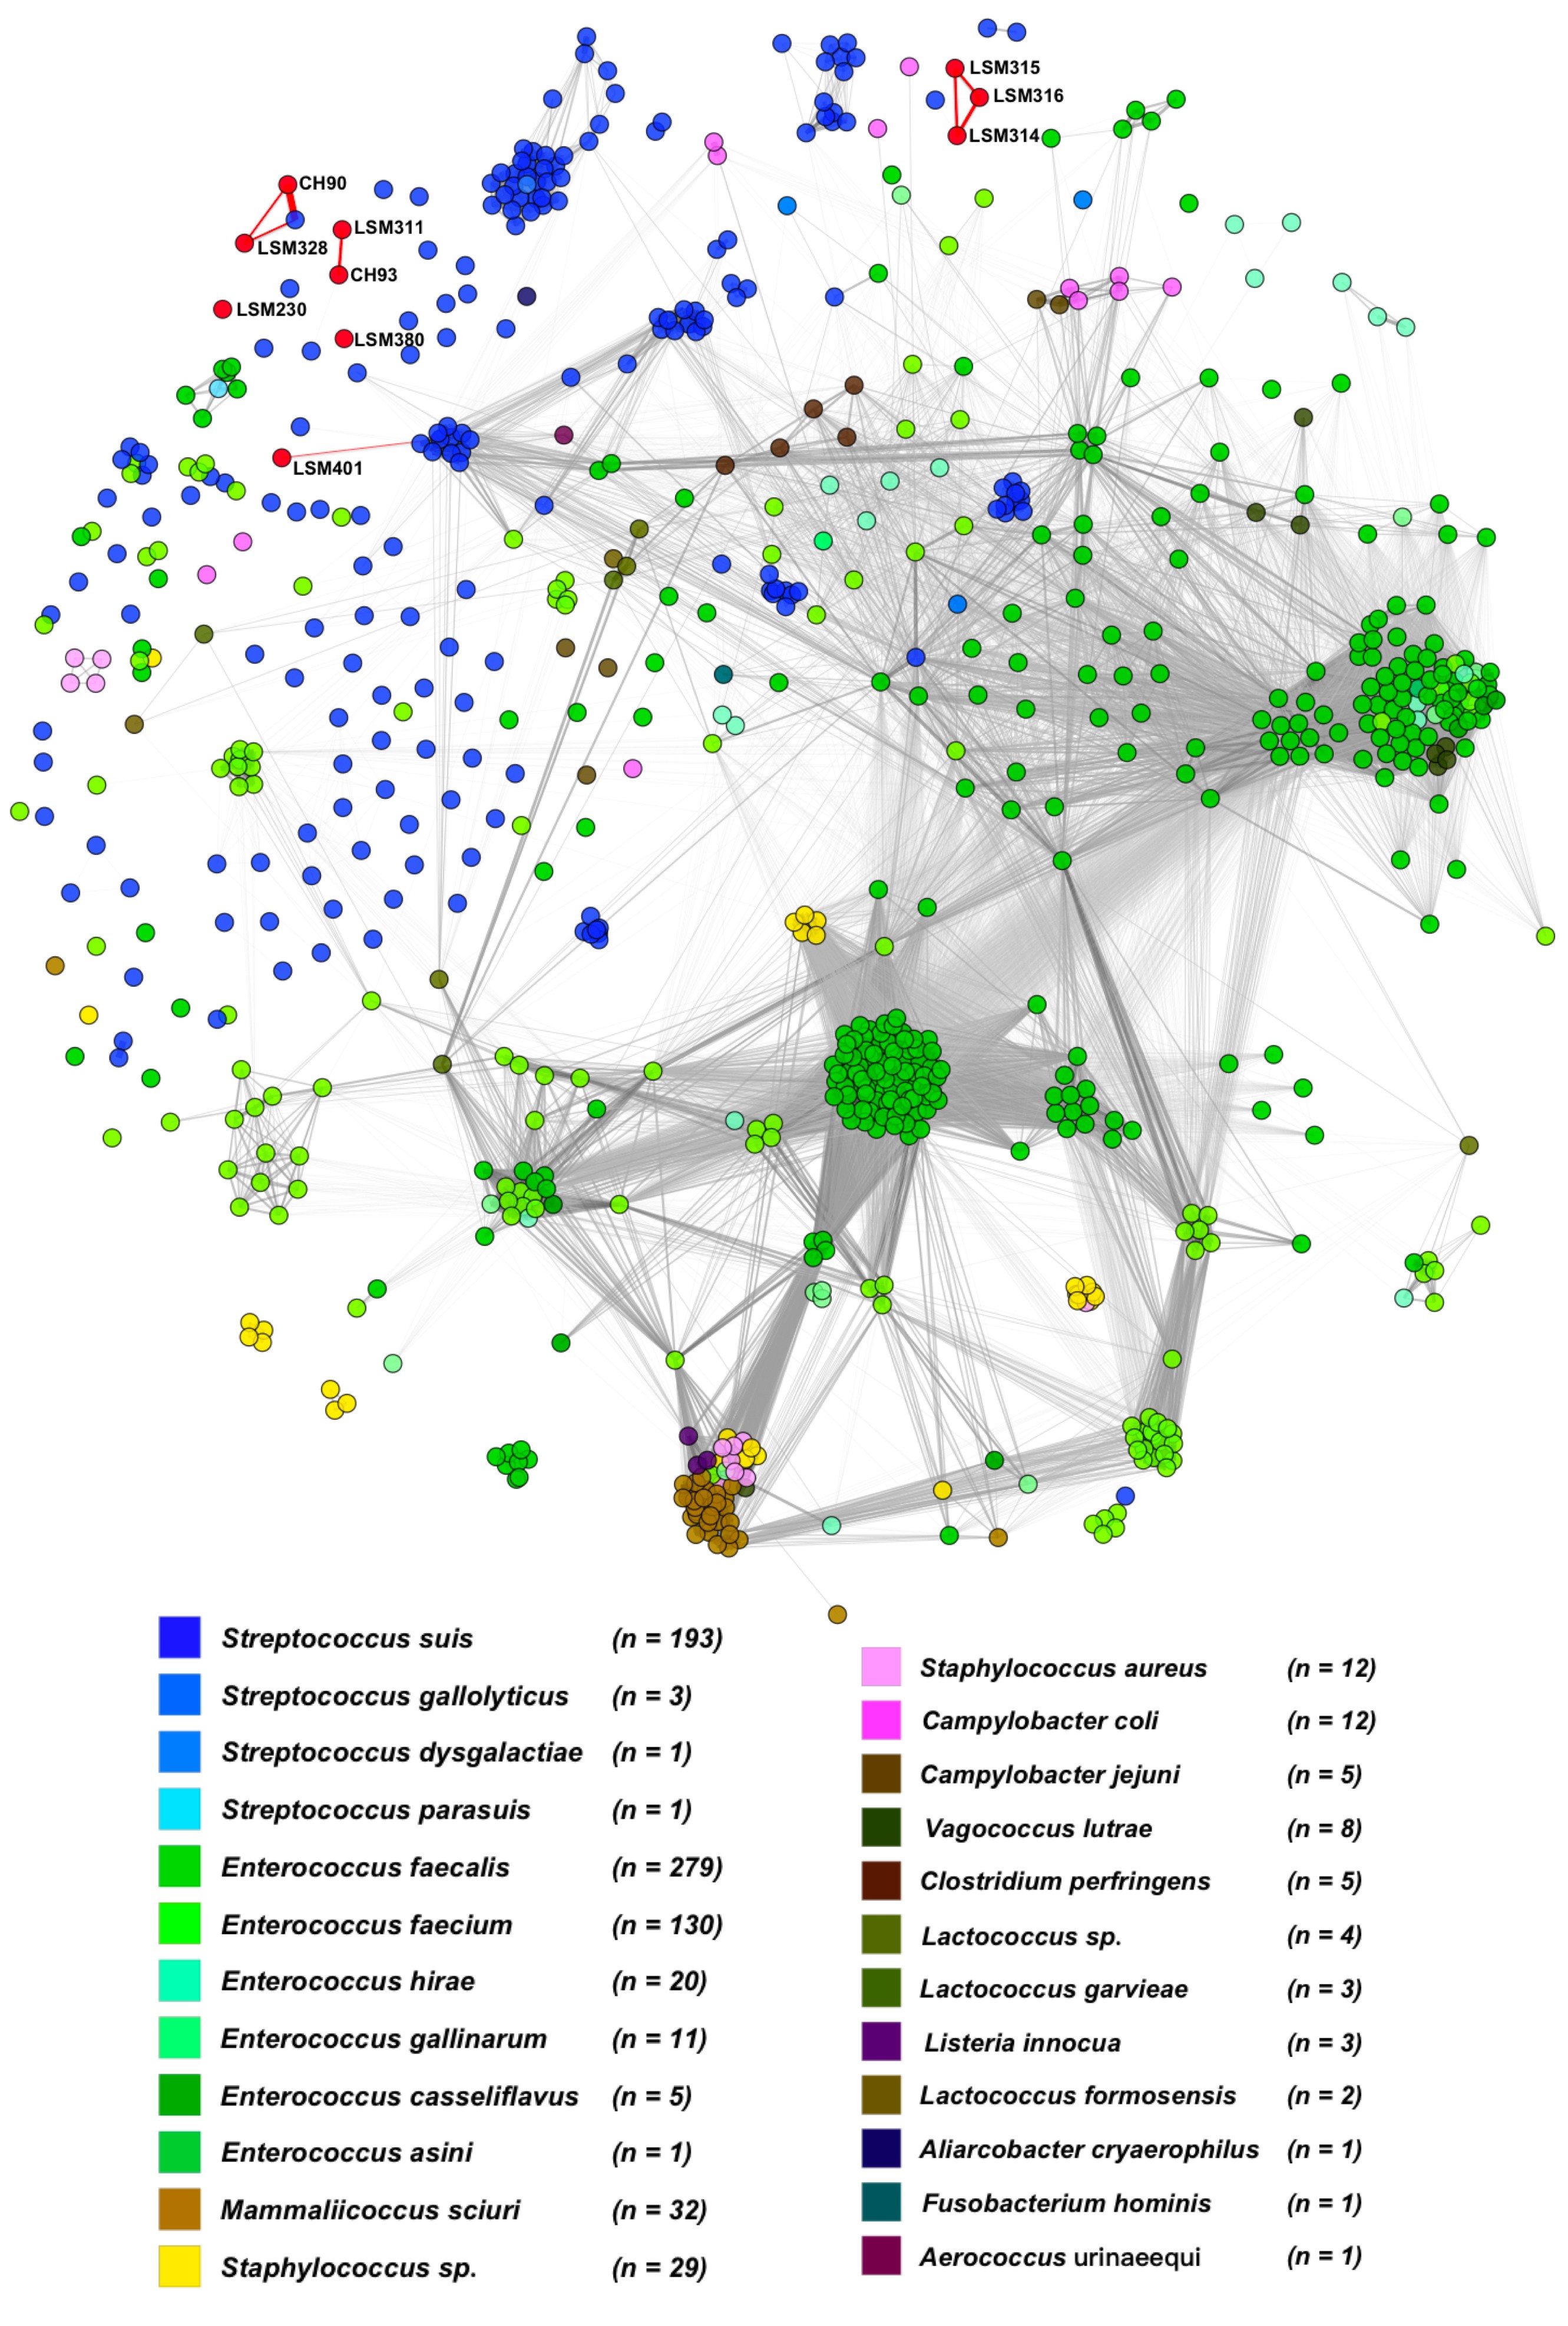 LSM315
LSM316
LSM314
CH90
LSM311
LSM328
CH93
LSM230
LSM380
LSM401
Streptococcus suis (n = 193)
Streptococcus gallolyticus (n = 3)
Streptococcus dysgalactiae (n = 1)
Streptococcus parasuis (n = 1)
Enterococcus faecalis (n = 279)
Enterococcus faecium (n = 130)
Enterococcus hirae (n = 20)
Enterococcus gallinarum (n = 11)
Enterococcus casseliflavus (n = 5)
Enterococcus asini (n = 1)
Mammaliicoccus sciuri (n = 32)
Staphylococcus sp. (n = 29)
Staphylococcus aureus (n = 12)
Campylobacter coli (n = 12)
Campylobacter jejuni (n = 5)
Vagococcus lutrae (n = 8)
Clostridium perfringens (n = 5)
Lactococcus sp. (n = 4)
Lactococcus garvieae (n = 3)
Listeria innocua (n = 3)
Lactococcus formosensis (n = 2)
Aliarcobacter cryaerophilus (n = 1)
Fusobacterium hominis (n = 1)
Aerococcus urinaeequi (n = 1)